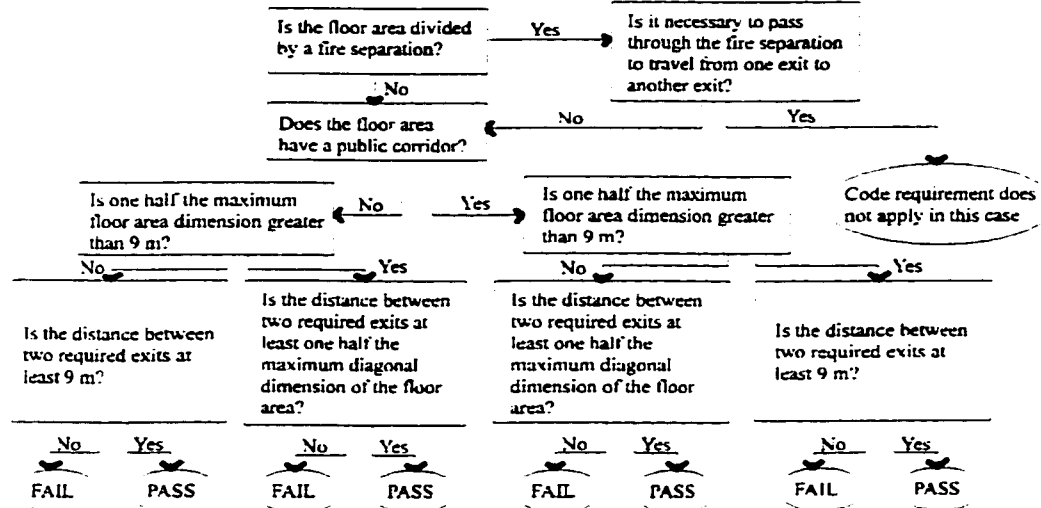 Is the floor area divided
by a fire separation?
Yes
Is it necessary to pass
through the fire separation
to travel from one exit to
another exit?
No
Does the floor area
have a public corridor?
No
Yes
Is one half the maximum
floor area dimension greater
than 9 m?
No
Yes
Is one half the maximum
floor area dimension greater
than 9 m?
Code requirement does
not apply in this case
No
Yes
No
Yes
Is the distance between
two required exits at
least 9 m?
Is the distance between
two required exits at
least one half the
maximum diagonal
dimension of the floor
area?
Is the distance between
two required exits at
least one half the
maximum diagonal
dimension of the floor
area?
Is the distance between
two required exits at
least 9 m?
No
Yes
No
Yes
No
Yes
No
Yes
FAIL
PASS
FAIL
PASS
FAIL
PASS
FAIL
PASS